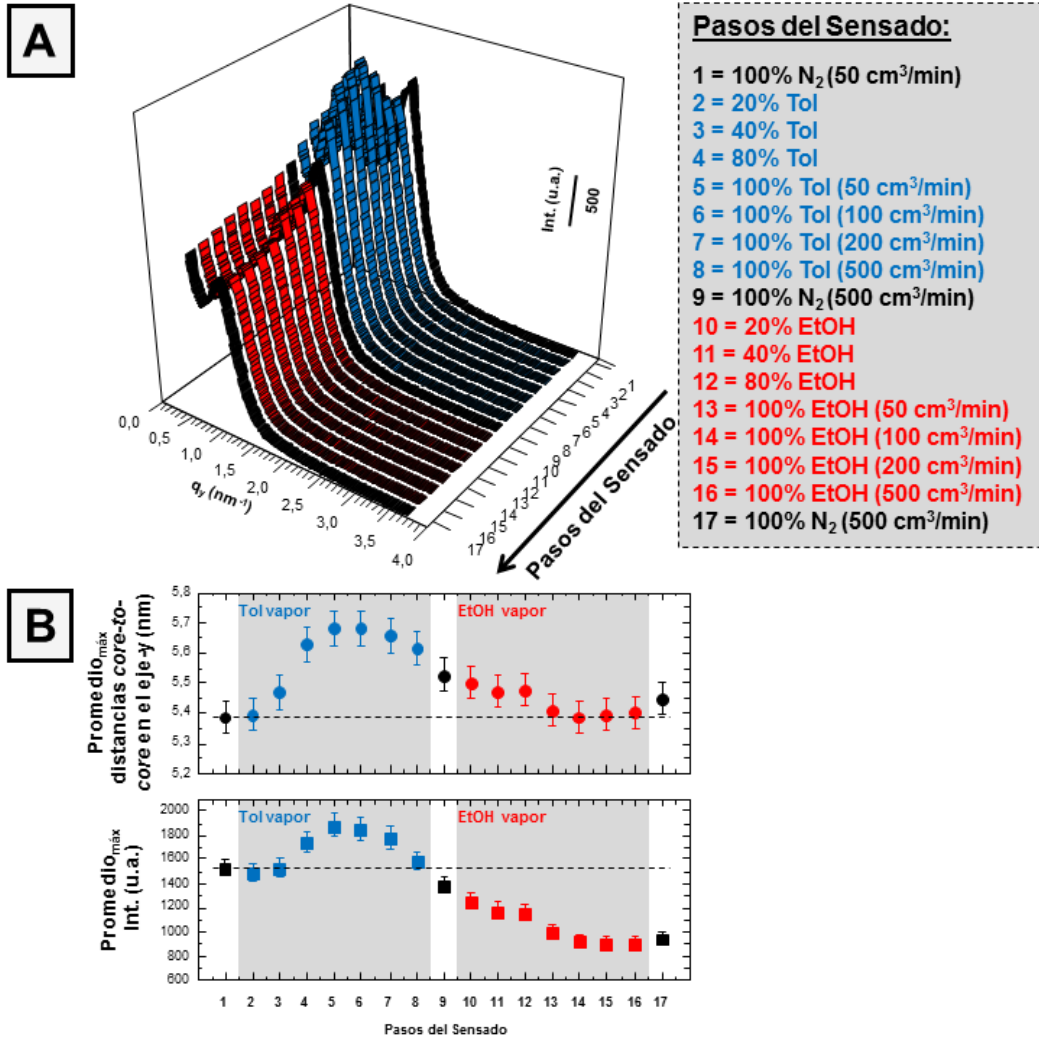 A
Int. (u.a.)
500
0,0
0,5
1,0
1,5
2,0
2,5
3,0
3,5
4,0
qy (nm⁻¹)
1
2
3
4
5
6
7
8
9
10
11
12
13
14
15
16
17
Pasos del Sensado
Pasos del Sensado:
1 = 100% N₂ (50 cm³/min)
2 = 20% Tol
3 = 40% Tol
4 = 80% Tol
5 = 100% Tol (50 cm³/min)
6 = 100% Tol (100 cm³/min)
7 = 100% Tol (200 cm³/min)
8 = 100% Tol (500 cm³/min)
9 = 100% N₂ (500 cm³/min)
10 = 20% EtOH
11 = 40% EtOH
12 = 80% EtOH
13 = 100% EtOH (50 cm³/min)
14 = 100% EtOH (100 cm³/min)
15 = 100% EtOH (200 cm³/min)
16 = 100% EtOH (500 cm³/min)
17 = 100% N₂ (500 cm³/min)
B
Promedio máx
distancias core-to-
core en el eje-y (nm)
5,8
5,7
5,6
5,5
5,4
5,3
5,2
Tol vapor
EtOH vapor
Promedio máx
Int. (u.a.)
2000
1800
1600
1400
1200
1000
800
600
Tol vapor
EtOH vapor
1 2 3 4 5 6 7 8 9 10 11 12 13 14 15 16 17
Pasos del Sensado